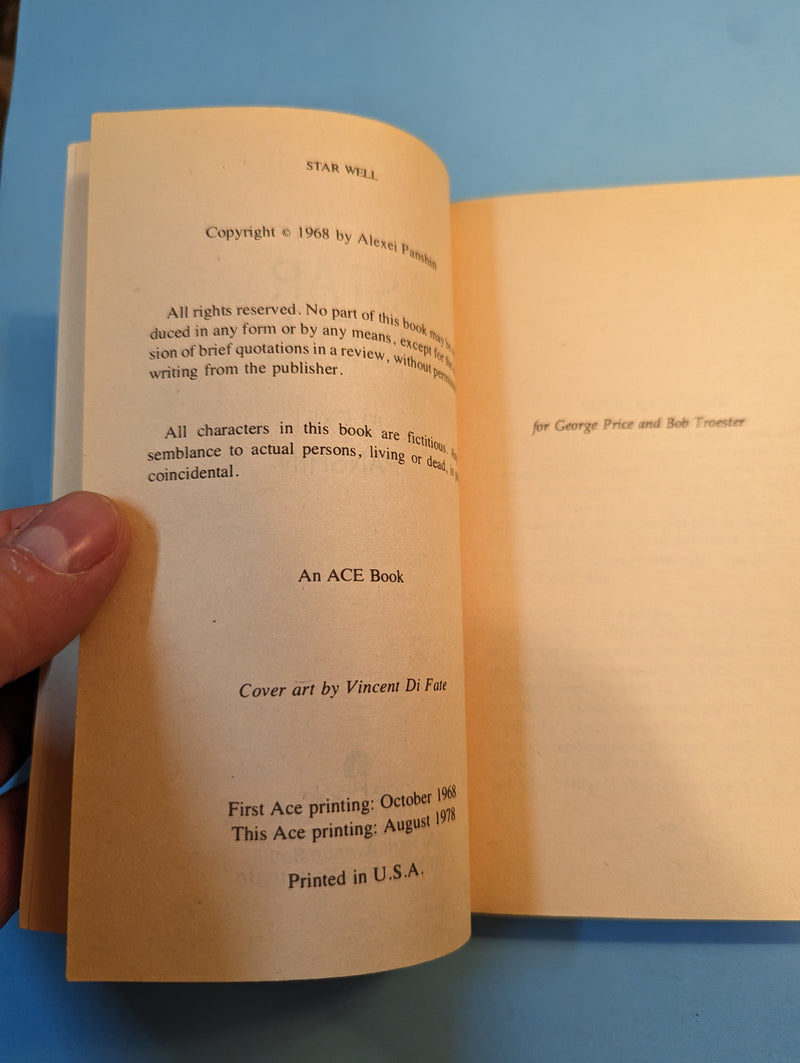 STAR WELL
Copyright © 1968 by Alexei Panshin
All rights reserved. No part of this book may be
duced in any form or by any means, except for the
sion of brief quotations in a review, without
writing from the publisher.
All characters in this book are fictitious.
semblance to actual persons, living or dead, is
coincidental.
An ACE Book
Cover art by Vincent Di Fate
First Ace printing: October 1968
This Ace printing: August 1978
Printed in U.S.A.
for George Price and Bob Troester